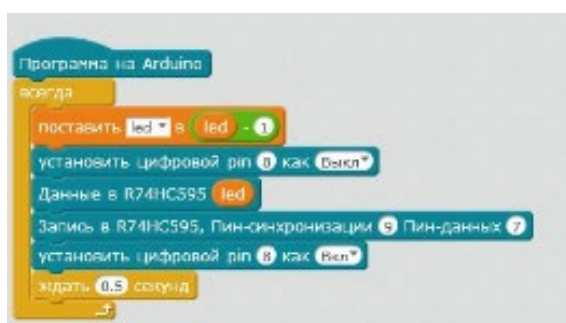 Программа на Arduino
всегда
поставить led в led - 1
установить цифровой pin 8 как Выкл
Данные в R74HC595 led
Запись в R74HC595, Пин-синхронизации 9 Пин-данных 7
установить цифровой pin 8 как Вкл
ждать 0.5 секунд